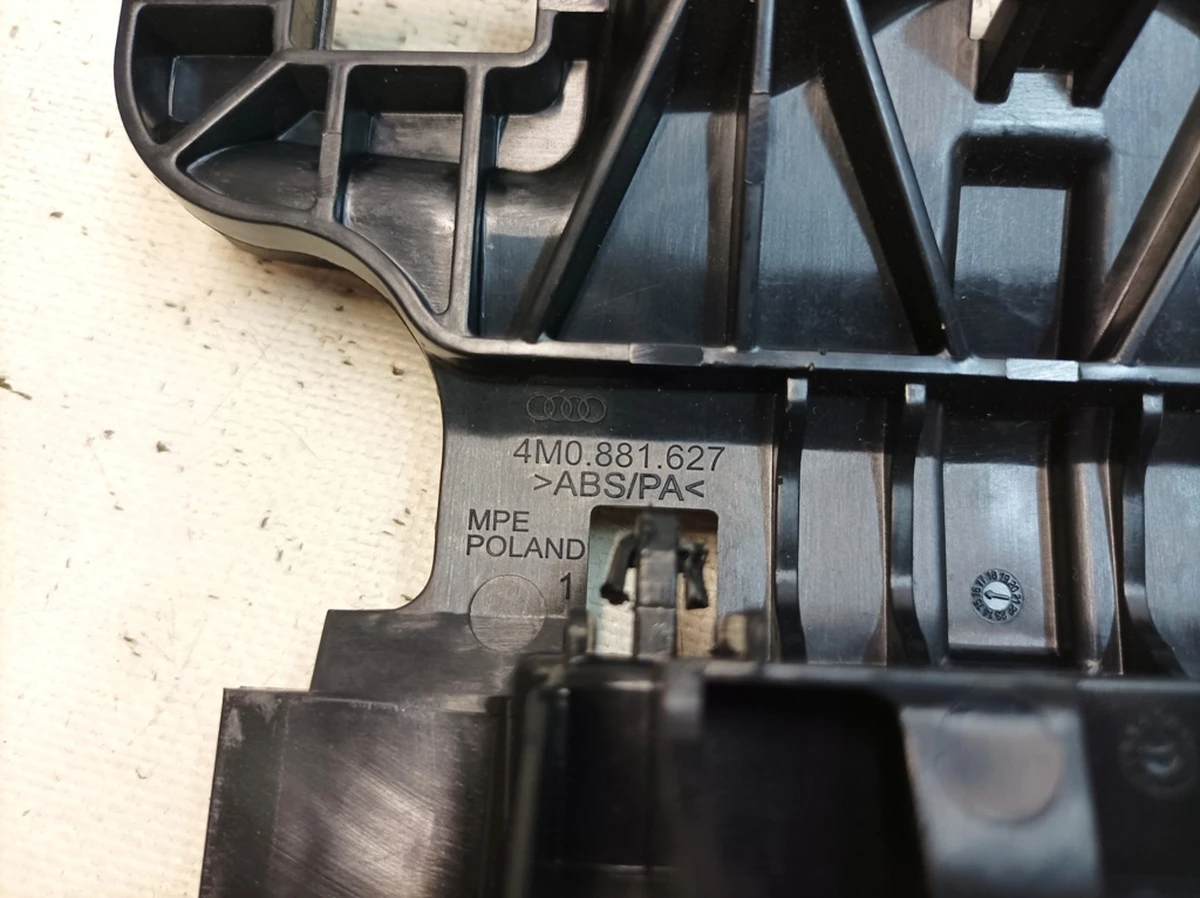 4M0.881.627
>ABS/PA<
MPE
POLAND
1